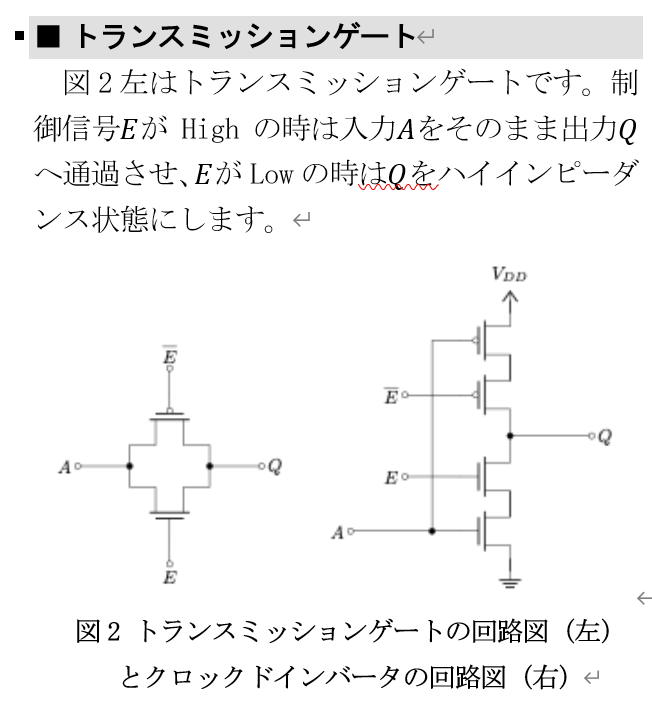 ■ トランスミッションゲート↵
図2左はトランスミッションゲートです。制
御信号EがHighの時は入力Aをそのまま出力Q
へ通過させ、EがLowの時はQをハイインピーダ
ンス状態にします。↵
E̅
A
Q
E
V_DD
E̅
Q
E
A
↵
図2 トランスミッションゲートの回路図（左）
とクロックドインバータの回路図（右）↵